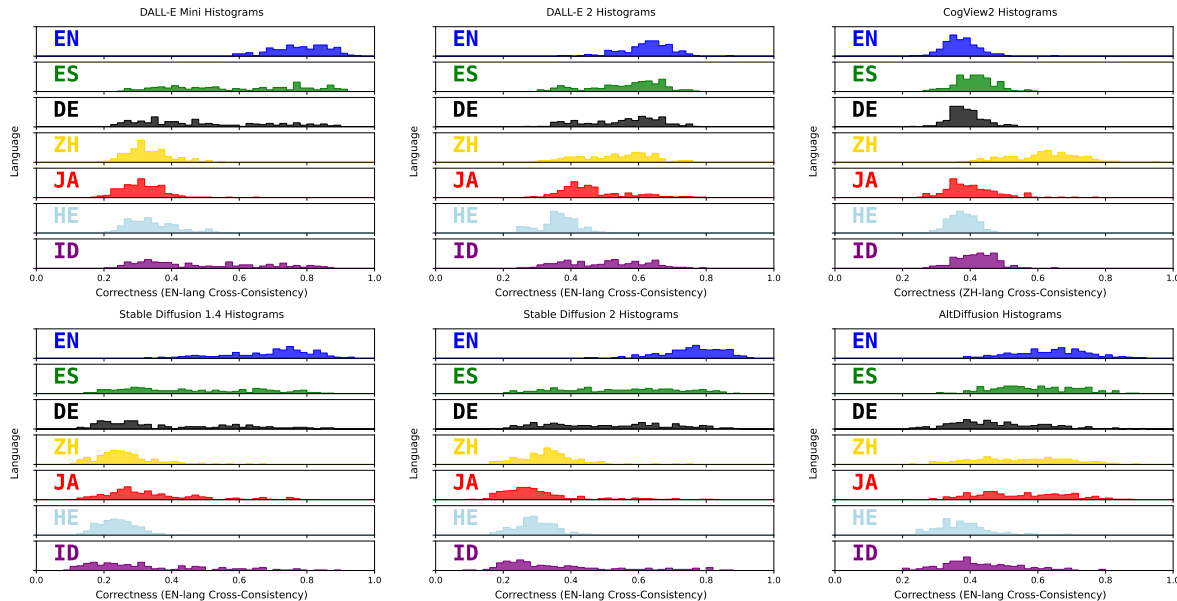 DALL-E Mini Histograms
EN
ES
DE
ZH
JA
HE
ID
Language
0.0 0.2 0.4 0.6 0.8 1.0
Correctness (EN-lang Cross-Consistency)
DALL-E 2 Histograms
EN
ES
DE
ZH
JA
HE
ID
0.0 0.2 0.4 0.6 0.8 1.0
Language
Correctness (EN-lang Cross-Consistency)
CogView2 Histograms
EN
ES
DE
ZH
JA
HE
ID
Language
0.0 0.2 0.4 0.6 0.8 1.0
Correctness (ZH-lang Cross-Consistency)
Stable Diffusion 1.4 Histograms
EN
ES
DE
ZH
JA
HE
ID
Language
0.0 0.2 0.4 0.6 0.8 1.0
Correctness (EN-lang Cross-Consistency)
Stable Diffusion 2 Histograms
EN
ES
DE
ZH
JA
HE
ID
Language
0.0 0.2 0.4 0.6 0.8 1.0
Correctness (EN-lang Cross-Consistency)
AltDiffusion Histograms
EN
ES
DE
ZH
JA
HE
ID
Language
0.0 0.2 0.4 0.6 0.8 1.0
Correctness (EN-lang Cross-Consistency)